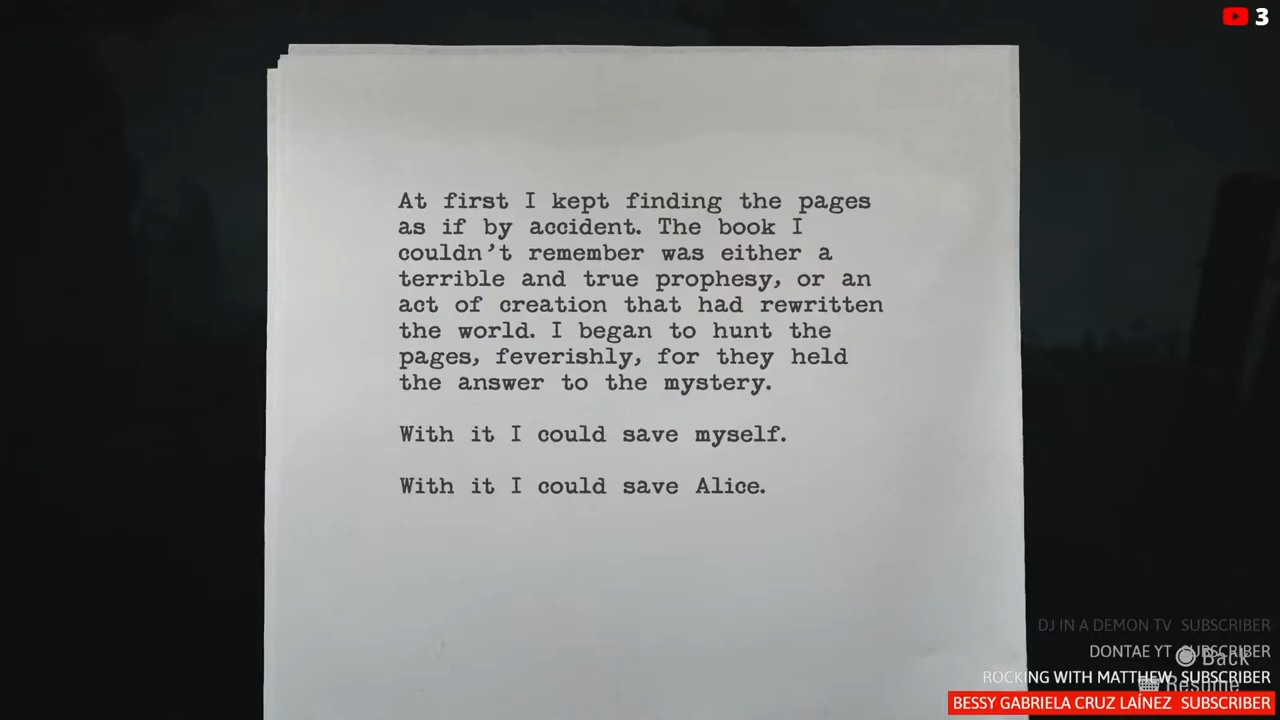 3
At first I kept finding the pages
as if by accident. The book I
couldn't remember was either a
terrible and true prophesy, or an
act of creation that had rewritten
the world. I began to hunt the
pages, feverishly, for they held
the answer to the mystery.
With it I could save myself.
With it I could save Alice.
DJ IN A DEMON TV SUBSCRIBER
DONTAE YT SUBSCRIBER
Back
ROCKING WITH MATTHEW SUBSCRIBER
Resume
BESSY GABRIELA CRUZ LAÍNEZ SUBSCRIBER